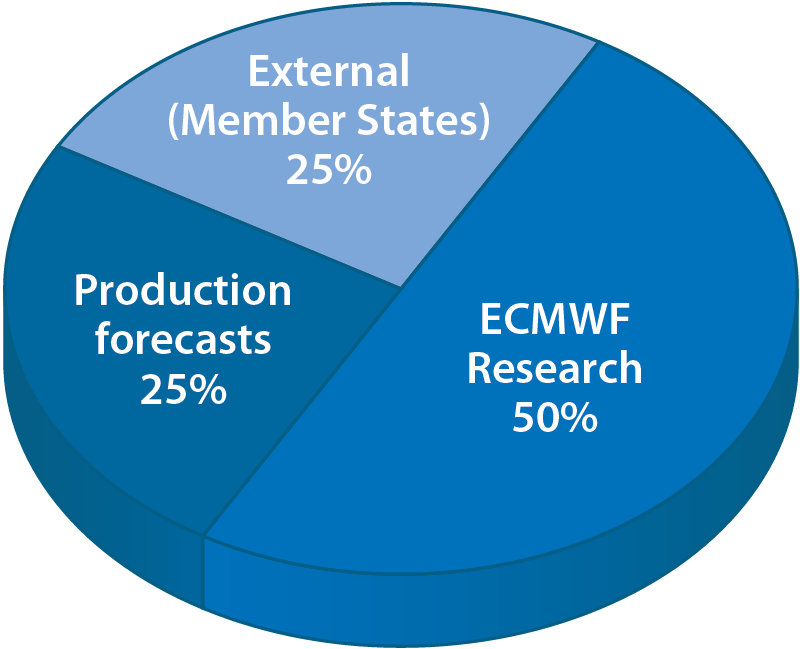 External
(Member States)
25%
Production
forecasts
25%
ECMWF
Research
50%